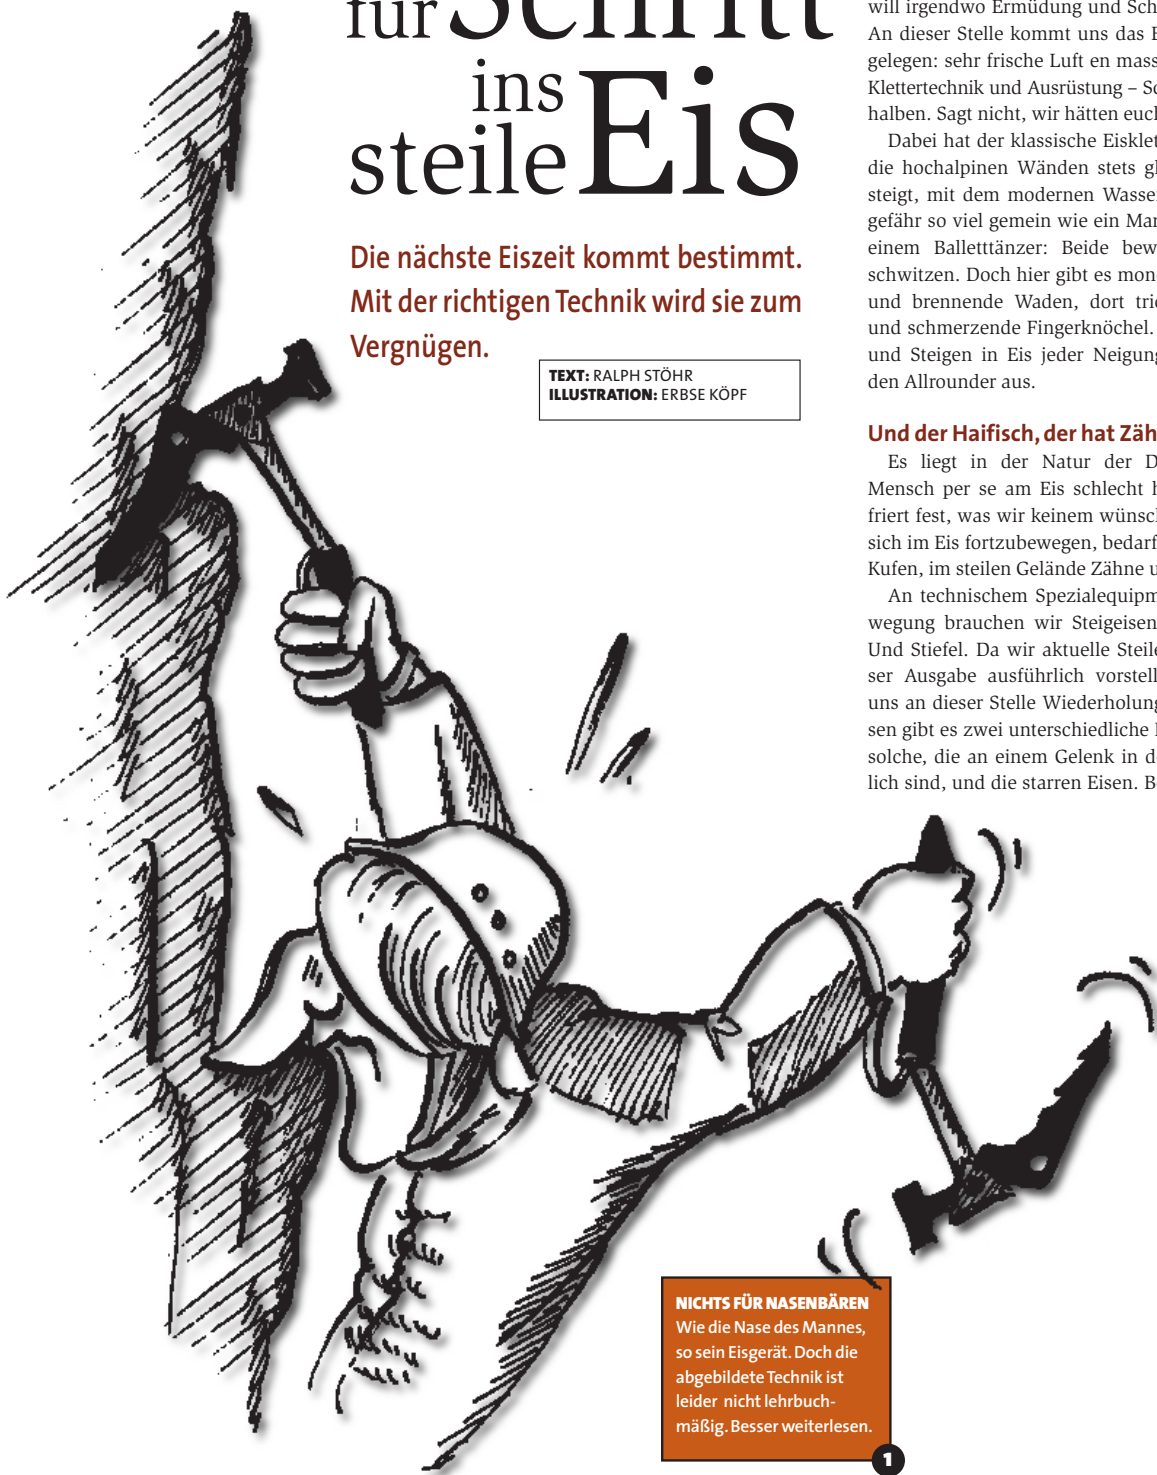 für Schritt
ins
steile Eis
Die nächste Eiszeit kommt bestimmt.
Mit der richtigen Technik wird sie zum
Vergnügen.
TEXT: RALPH STÖHR
ILLUSTRATION: ERBSE KÖPF
will irgendwo Ermüdung und Sch
An dieser Stelle kommt uns das E
gelegen: sehr frische Luft en mass
Klettertechnik und Ausrüstung – Sc
halben. Sagt nicht, wir hätten euch
Dabei hat der klassische Eisklet
die hochalpinen Wänden stets gl
steigt, mit dem modernen Wasser
gefähr so viel gemein wie ein Mar
einem Balletttänzer: Beide bew
schwitzen. Doch hier gibt es mono
und brennende Waden, dort trie
und schmerzende Fingerknöchel.
und Steigen in Eis jeder Neigung
den Allrounder aus.
Und der Haifisch, der hat Zäh
Es liegt in der Natur der D
Mensch per se am Eis schlecht h
friert fest, was wir keinem wünsch
sich im Eis fortzubewegen, bedarf
Kufen, im steilen Gelände Zähne u
An technischem Spezialequipm
wegung brauchen wir Steigeisen
Und Stiefel. Da wir aktuelle Steile
ser Ausgabe ausführlich vorstell
uns an dieser Stelle Wiederholung
sen gibt es zwei unterschiedliche
solche, die an einem Gelenk in d
lich sind, und die starren Eisen. B
NICHTS FÜR NASENBÄREN
Wie die Nase des Mannes,
so sein Eisgerät. Doch die
abgebildete Technik ist
leider nicht lehrbuch-
mäßig. Besser weiterlesen.
1